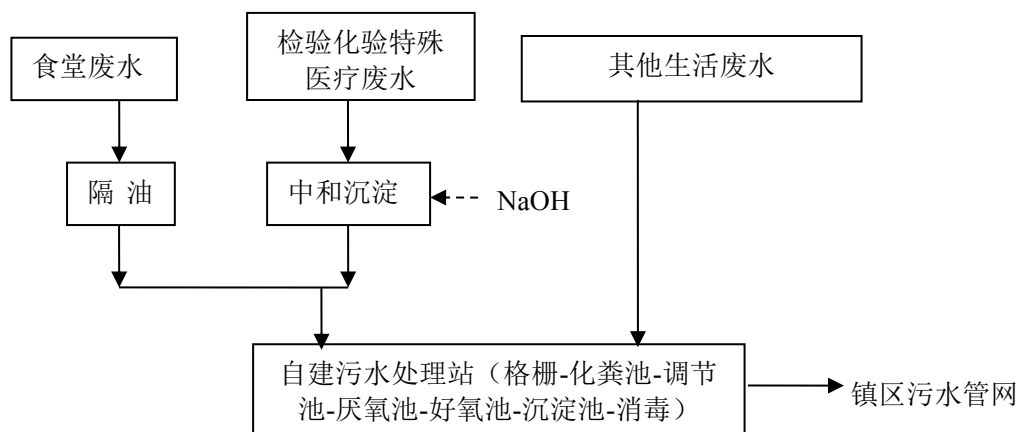 食堂废水
检验化验特殊
医疗废水
其他生活废水
隔 油
中和沉淀
NaOH
自建污水处理站（格栅-化粪池-调节
池-厌氧池-好氧池-沉淀池-消毒）
镇区污水管网